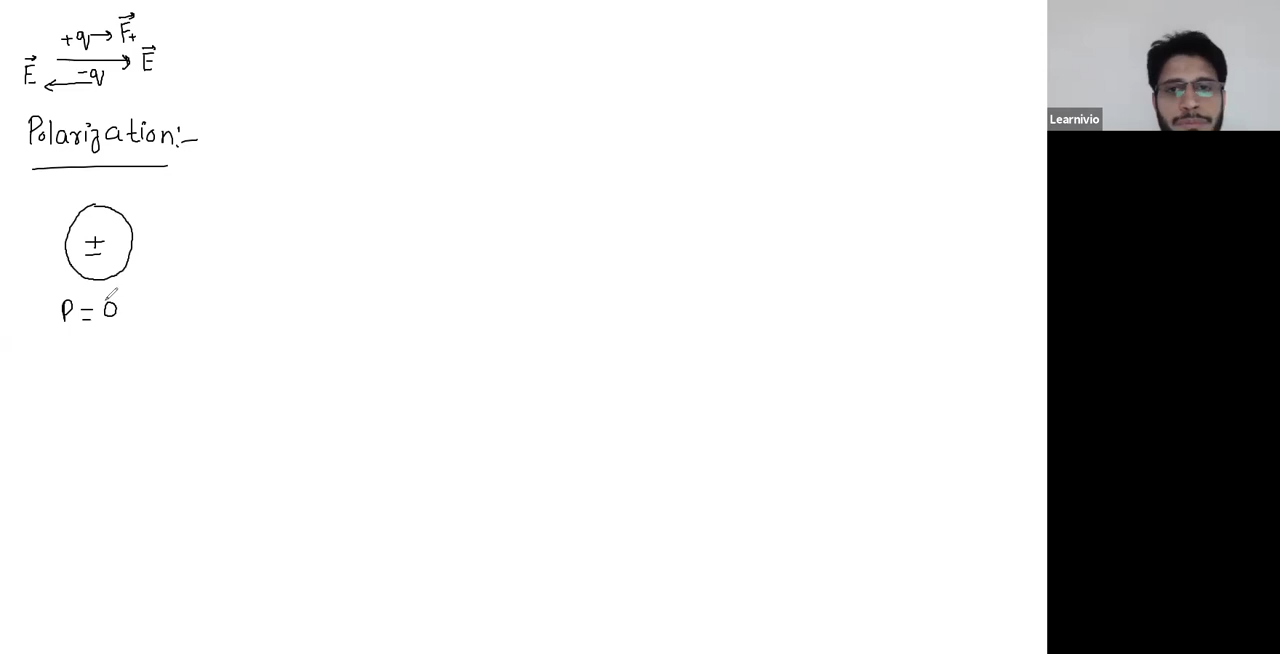 +q → F⃗₊
E⃗ → E⃗
← -q
Polarization:-
±
P = 0
Learnivio